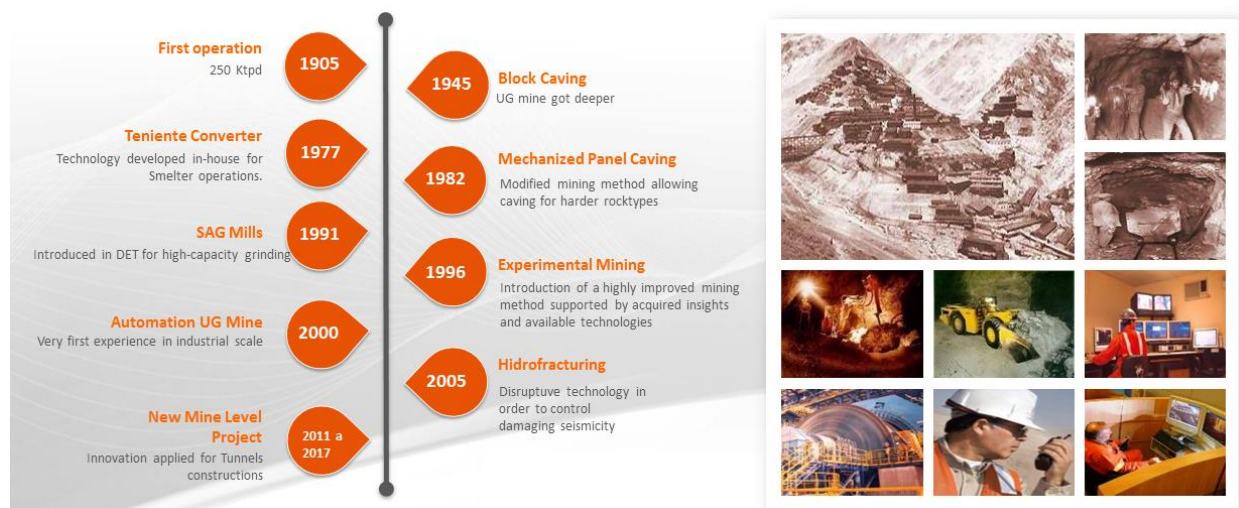 First operation
250 Ktpd
1905
1945
Block Caving
UG mine got deeper
Teniente Converter
Technology developed in-house for
Smelter operations.
1977
1982
Mechanized Panel Caving
Modified mining method allowing
caving for harder rocktypes
SAG Mills
Introduced in DET for high-capacity grinding
1991
1996
Experimental Mining
Introduction of a highly improved mining
method supported by acquired insights
and available technologies
Automation UG Mine
Very first experience in industrial scale
2000
2005
Hidrofracturing
Disruptuve technology in
order to control
damaging seismicity
New Mine Level
Project
Innovation applied for Tunnels
constructions
2011 a
2017